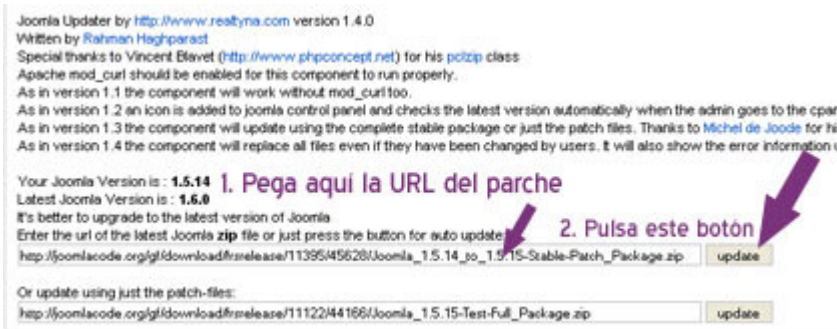 Joomla Updater by http://www.realtyna.com version 1.4.0
Written by Rahman Haghparast
Special thanks to Vincent Blavet (http://www.phpconcept.net) for his pclzip class
Apache mod_curl should be enabled for this component to run properly.
As in version 1.1 the component will work without mod_curl too.
As in version 1.2 an icon is added to joomla control panel and checks the latest version automatically when the admin goes to the cpan
As in version 1.3 the component will update using the complete stable package or just the patch files. Thanks to Michel de Joode for hi
As in version 1.4 the component will replace all files even if they have been changed by users. It will also show the error information u
Your Joomla Version is : 1.5.14
1. Pega aquí la URL del parche
Latest Joomla Version is : 1.6.0
It's better to upgrade to the latest version of Joomla
2. Pulsa este botón
Enter the url of the latest Joomla zip file or just press the button for auto update:
http://joomlacode.org/gf/download/frsrelease/11395/45628/Joomla_1.5.14_to_1.5.15-Stable-Patch_Package.zip update
Or update using just the patch-files:
http://joomlacode.org/gf/download/frsrelease/11122/44166/Joomla_1.5.15-Test-Full_Package.zip update